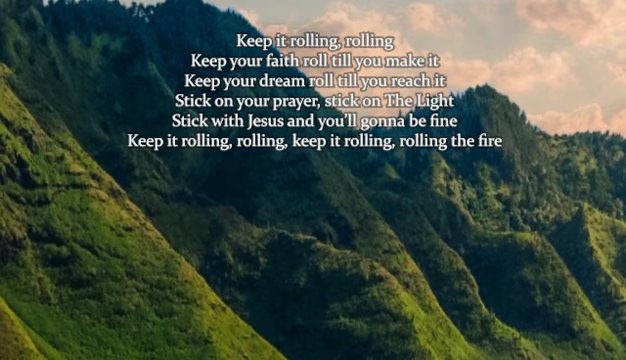 Keep it rolling, rolling
Keep your faith roll till you make it
Keep your dream roll till you reach it
Stick on your prayer, stick on The Light
Stick with Jesus and you'll gonna be fine
Keep it rolling, rolling, keep it rolling, rolling the fire